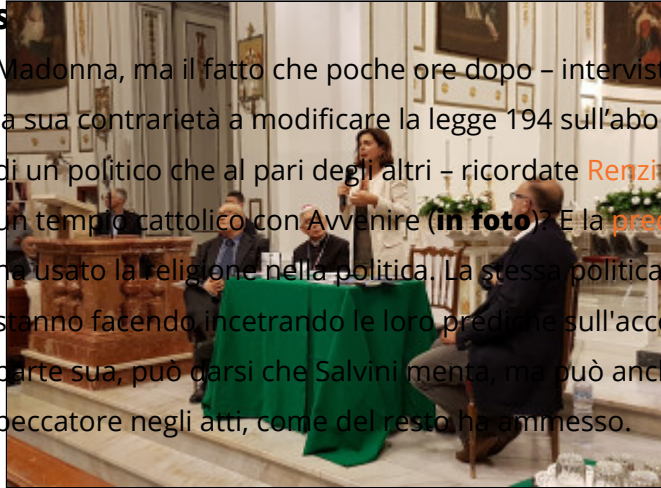 s
Madonna, ma il fatto che poche ore dopo – intervist
a sua contrarietà a modificare la legge 194 sull'abo
di un politico che al pari degli altri – ricordate Renzi
un tempio cattolico con Avvenire (in foto)? E la pred
ha usato la religione nella politica. La stessa politica
stanno facendo incetrando le loro prediche sull'acc
parte sua, può darsi che Salvini menta, ma può anch
peccatore negli atti, come del resto ha ammesso.